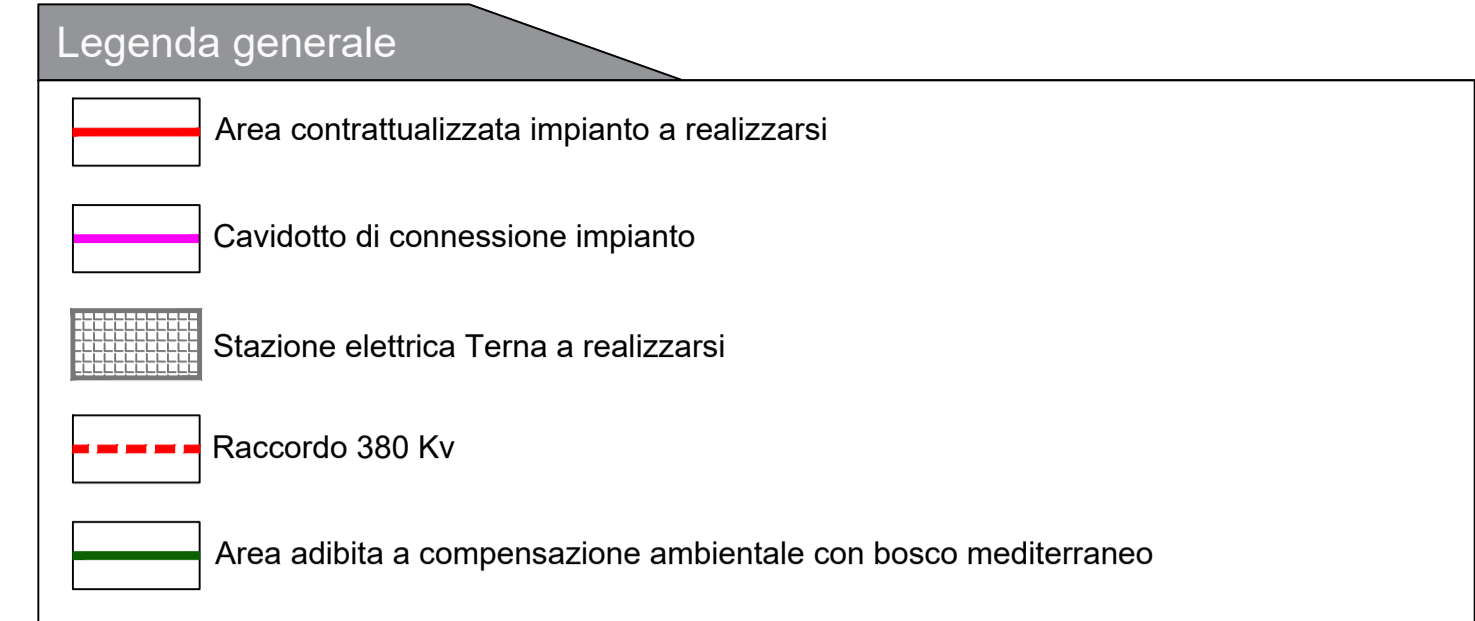 Legenda generale
Area contrattualizzata impianto a realizzarsi
Cavidotto di connessione impianto
Stazione elettrica Terna a realizzarsi
Raccordo 380 Kv
Area adibita a compensazione ambientale con bosco mediterraneo